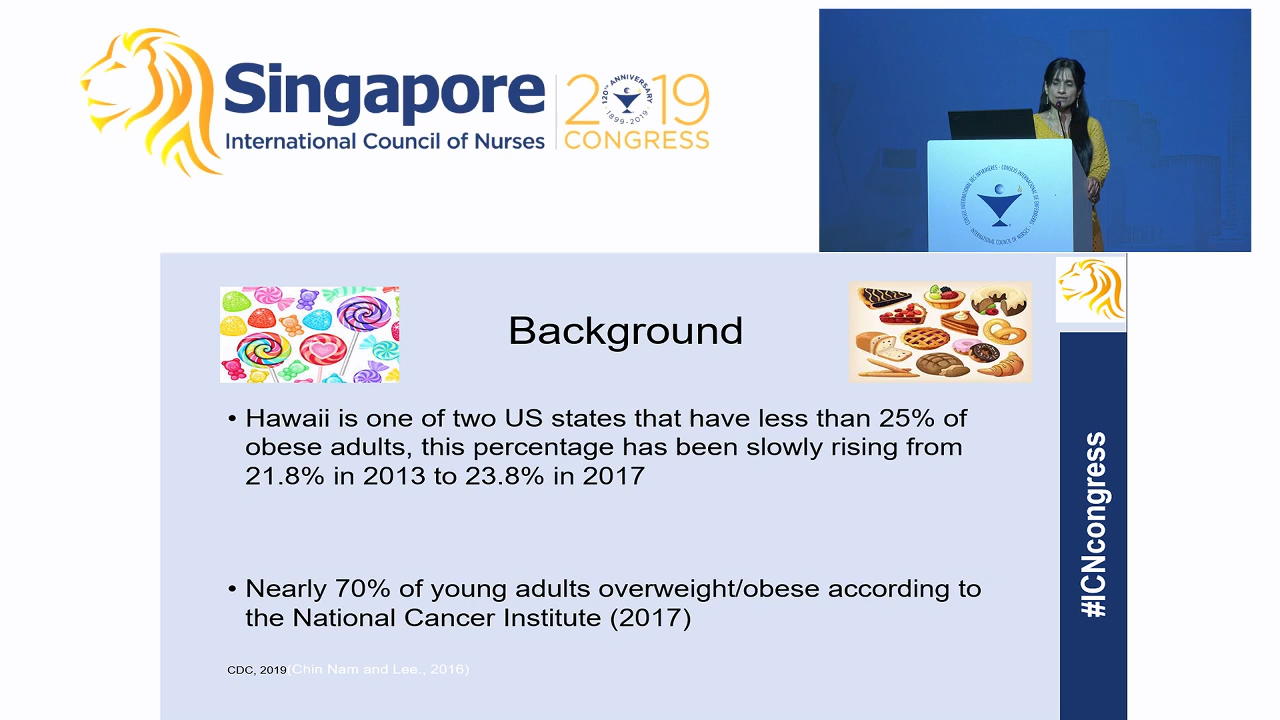 Singapore
International Council of Nurses
2019
CONGRESS
120th ANNIVERSARY
1899-2019
Background
• Hawaii is one of two US states that have less than 25% of
obese adults, this percentage has been slowly rising from
21.8% in 2013 to 23.8% in 2017
• Nearly 70% of young adults overweight/obese according to
the National Cancer Institute (2017)
CDC, 2019(Chin Nam and Lee., 2016)
#ICNcongress